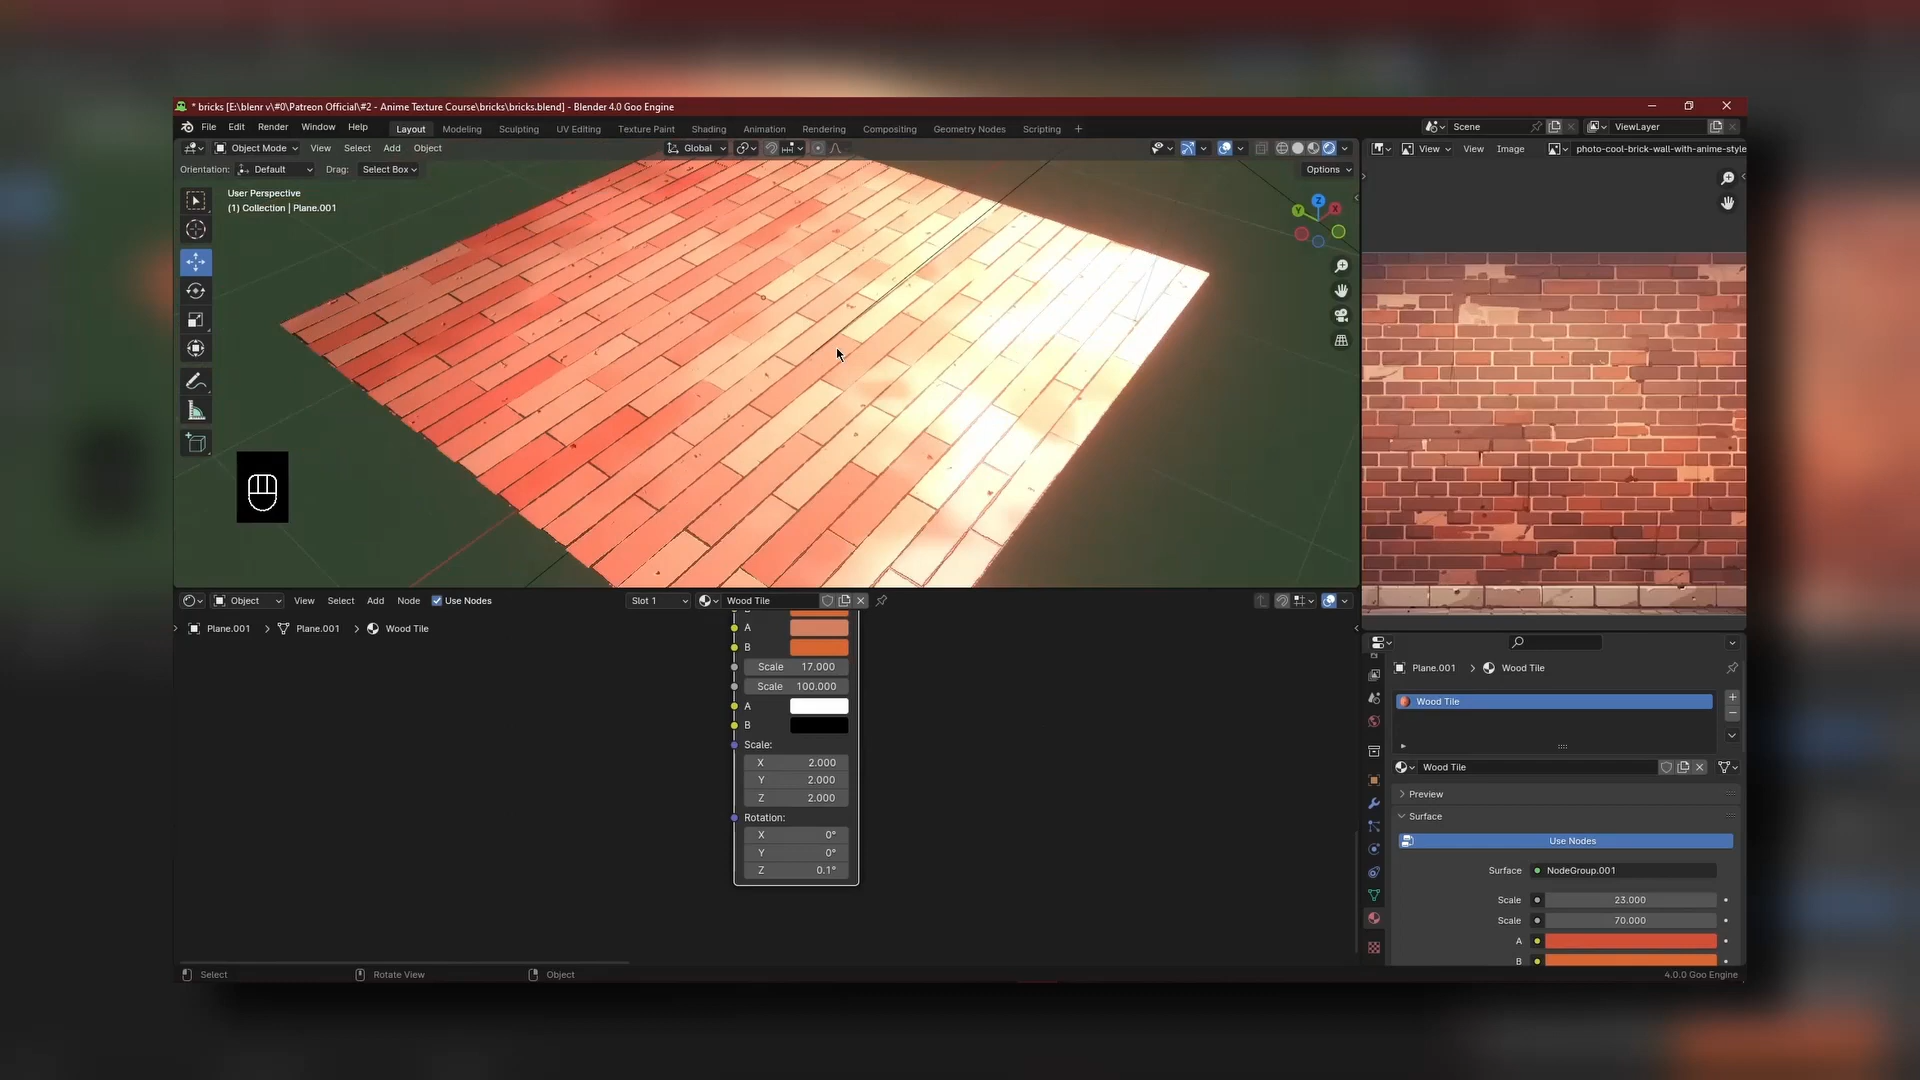 * bricks [E:\blenr v\#0\Patreon Official\#2 - Anime Texture Course\bricks\bricks.blend] - Blender 4.0 Goo Engine
File Edit Render Window Help Layout Modeling Sculpting UV Editing Texture Paint Shading Animation Rendering Compositing Geometry Nodes Scripting + Scene ViewLayer
Object Mode View Select Add Object Global View View Image photo-cool-brick-wall-with-anime-style
Orientation: Default Drag: Select Box Options
User Perspective
(1) Collection | Plane.001
Z
Y
X
Object View Select Add Node Use Nodes Slot 1 Wood Tile
Plane.001 > Plane.001 > Wood Tile
A
B
Scale 17.000
Scale 100.000
A
B
Scale:
X 2.000
Y 2.000
Z 2.000
Rotation:
X 0°
Y 0°
Z 0.1°
Plane.001 > Wood Tile
Wood Tile
Wood Tile
Preview
Surface
Use Nodes
Surface NodeGroup.001
Scale 23.000
Scale 70.000
A
B
Select Rotate View Object 4.0.0 Goo Engine